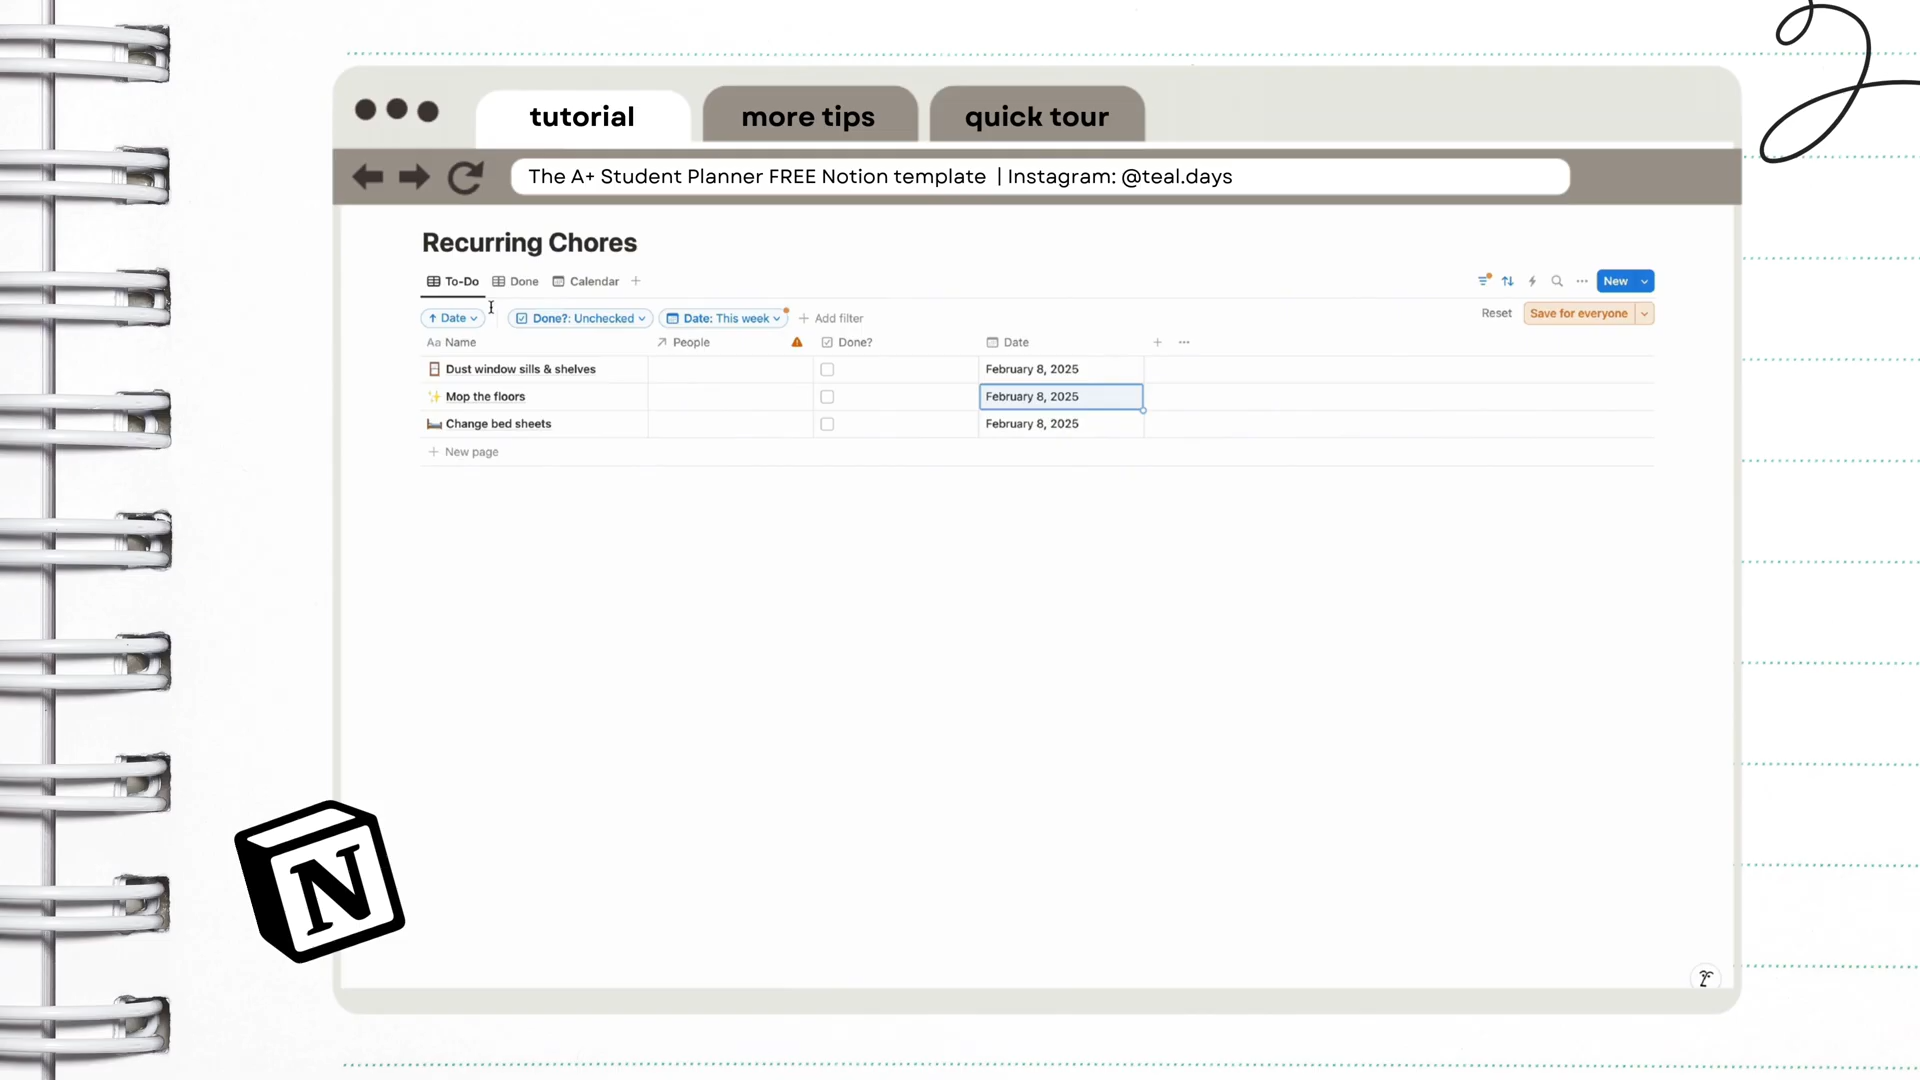 tutorial
more tips
quick tour
The A+ Student Planner FREE Notion template | Instagram: @teal.days
Recurring Chores
To-Do
Done
Calendar
New
Date
Done?: Unchecked
Date: This week
Add filter
Reset
Save for everyone
Aa Name
People
Done?
Date
Dust window sills & shelves
February 8, 2025
Mop the floors
February 8, 2025
Change bed sheets
February 8, 2025
New page
N